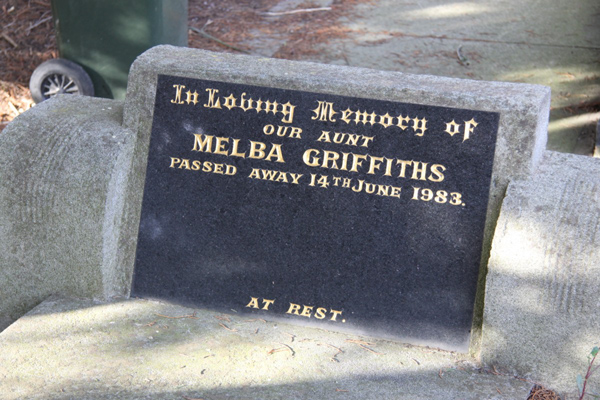 In Loving Memory of
OUR AUNT
MELBA GRIFFITHS
PASSED AWAY 14TH JUNE 1983.
AT REST.